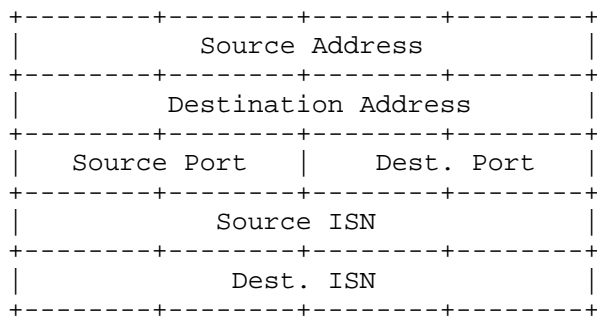 Source Address
Destination Address
Source Port | Dest. Port
Source ISN
Dest. ISN